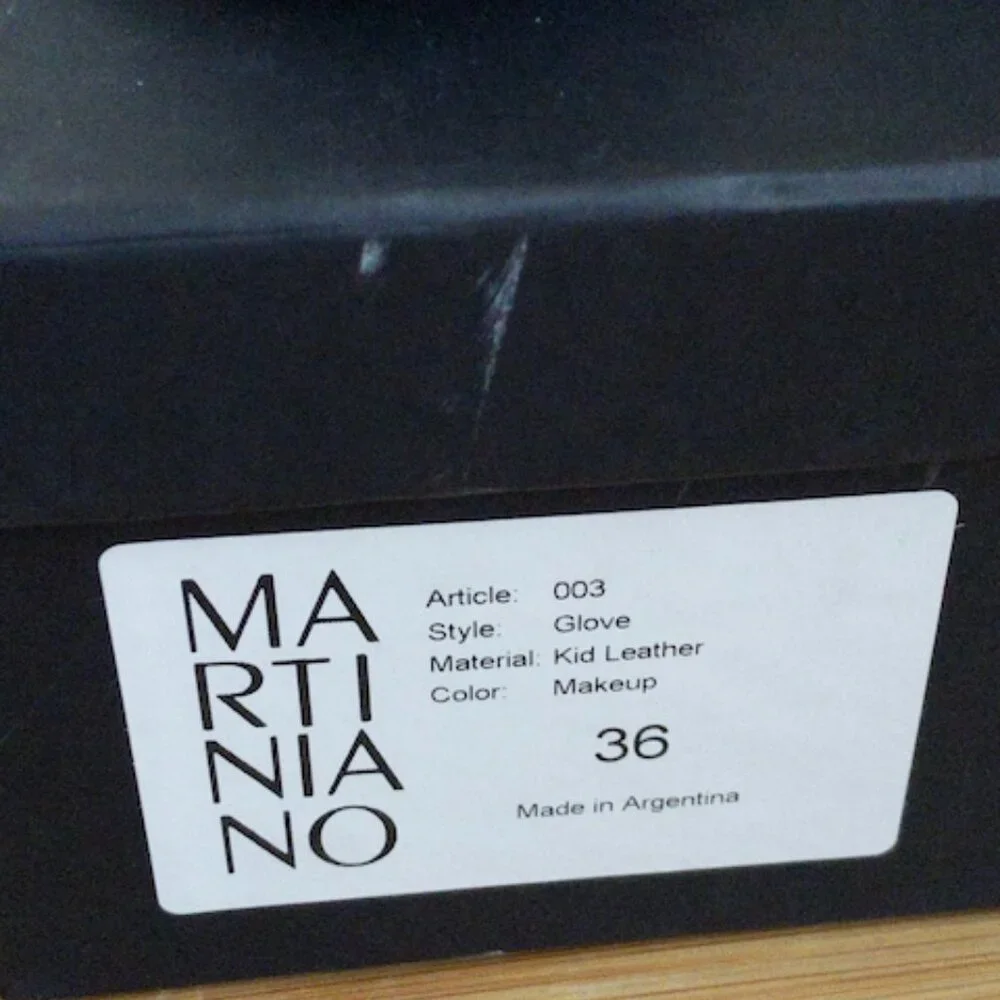 MA
RTI
NIA
NO
Article: 003
Style: Glove
Material: Kid Leather
Color: Makeup
36
Made in Argentina